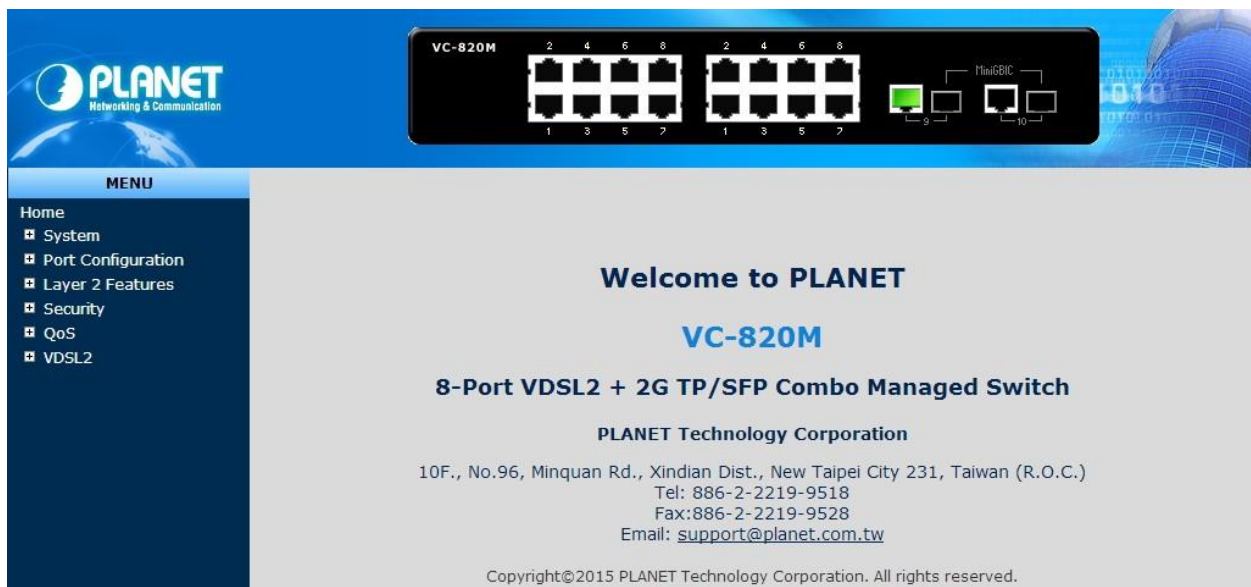 PLANET
Networking & Communication
VC-820M
2 4 6 8 2 4 6 8
MiniGBIC
1 3 5 7 1 3 5 7
9 10
01010
MENU
Home
System
Port Configuration
Layer 2 Features
Security
QoS
VDSL2
Welcome to PLANET
VC-820M
8-Port VDSL2 + 2G TP/SFP Combo Managed Switch
PLANET Technology Corporation
10F., No.96, Minquan Rd., Xindian Dist., New Taipei City 231, Taiwan (R.O.C.)
Tel: 886-2-2219-9518
Fax:886-2-2219-9528
Email: support@planet.com.tw
Copyright©2015 PLANET Technology Corporation. All rights reserved.